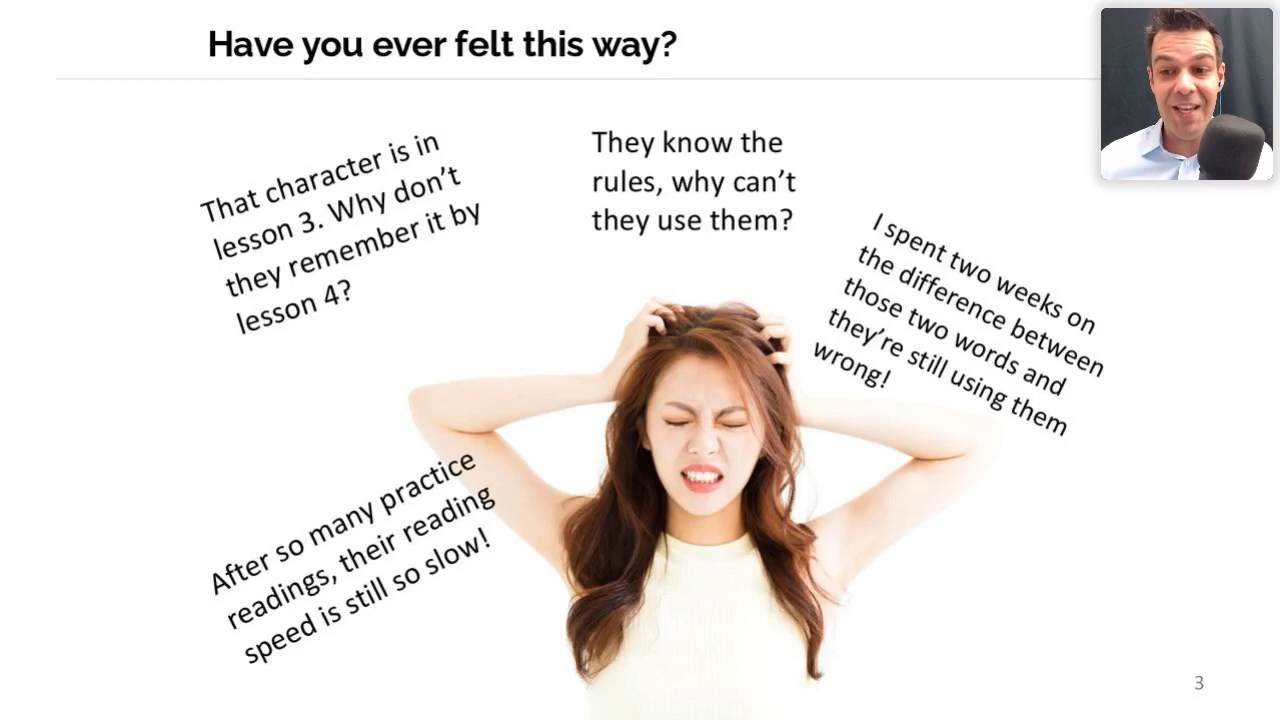 Have you ever felt this way?
That character is in
lesson 3. Why don’t
they remember it by
lesson 4?
They know the
rules, why can’t
they use them?
I spent two weeks on
the difference between
those two words and
they’re still using them
wrong!
After so many practice
readings, their reading
speed is still so slow!
3